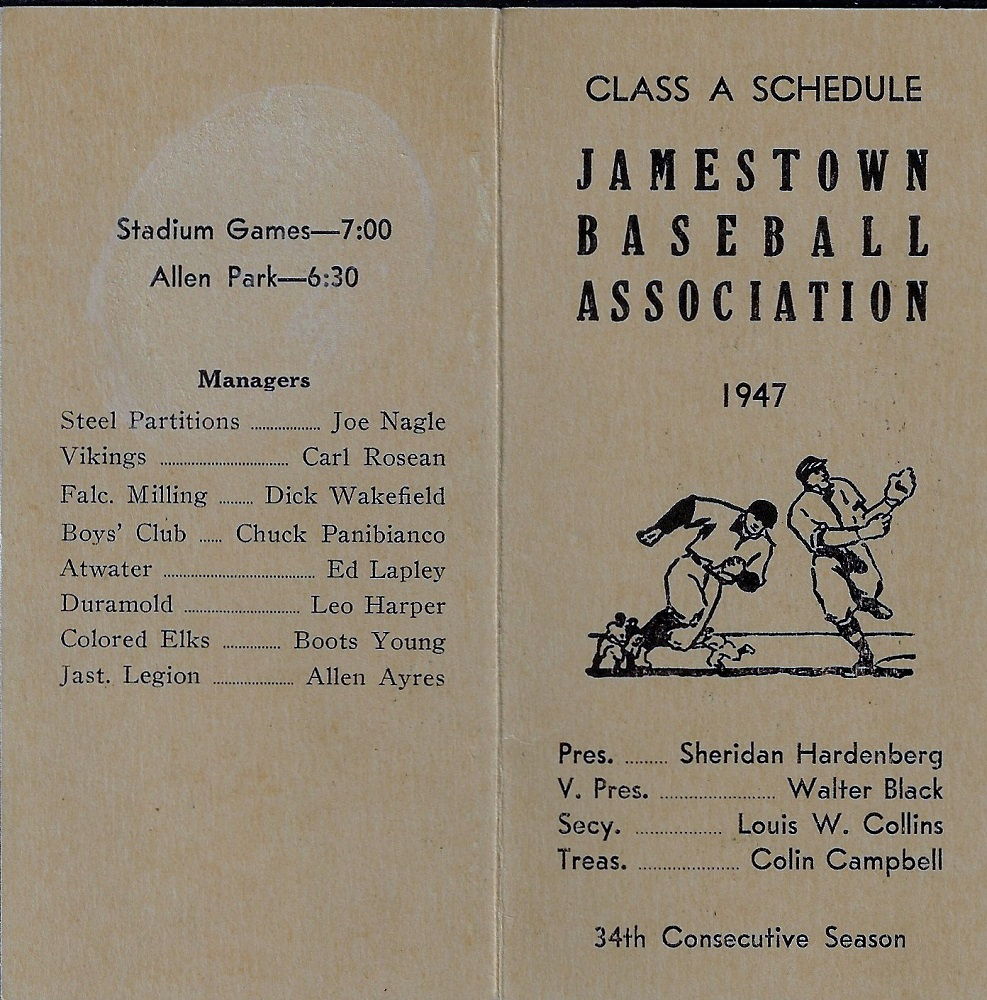 Stadium Games—7:00
Allen Park—6:30
Managers
Steel Partitions .................. Joe Nagle
Vikings ................................. Carl Rosean
Falc. Milling ......... Dick Wakefield
Boys' Club ...... Chuck Panibianco
Atwater ....................................... Ed Lapley
Duramold .............................. Leo Harper
Colored Elks ............... Boots Young
Jast. Legion ..................... Allen Ayres
CLASS A SCHEDULE
JAMESTOWN
BASEBALL
ASSOCIATION
1947
Pres. ......... Sheridan Hardenberg
V. Pres. ........................ Walter Black
Secy. .................. Louis W. Collins
Treas. ..................... Colin Campbell
34th Consecutive Season